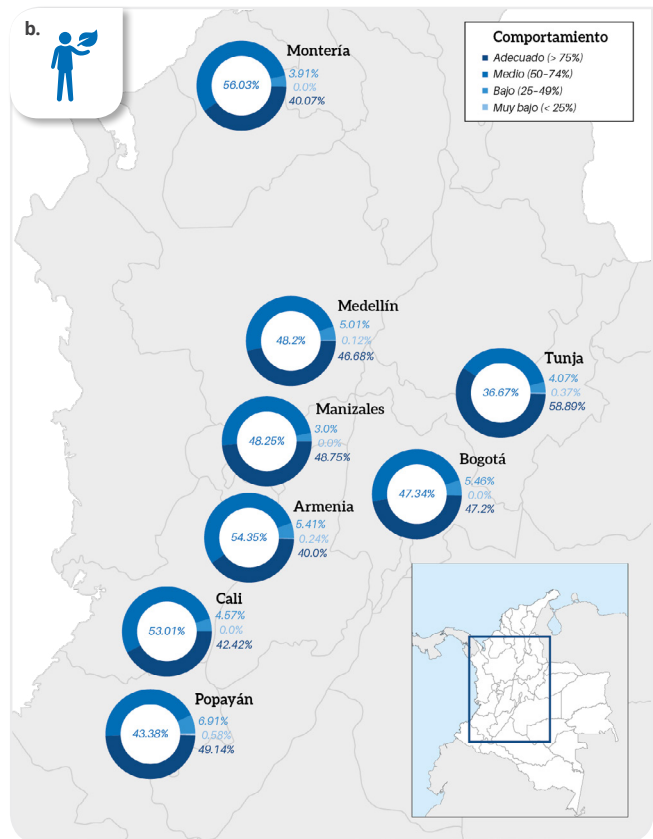 b.
Comportamiento
Adecuado (> 75%)
Medio (50-74%)
Bajo (25-49%)
Muy bajo (< 25%)
Montería
56.03%
3.91%
0.0%
40.07%
Medellín
48.2%
5.01%
0.12%
46.68%
Tunja
36.67%
4.07%
0.37%
58.89%
Manizales
48.25%
3.0%
0.0%
48.75%
Bogotá
47.34%
5.46%
0.0%
47.2%
Armenia
54.35%
5.41%
0.24%
40.0%
Cali
53.01%
4.57%
0.0%
42.42%
Popayán
43.38%
6.91%
0.58%
49.14%